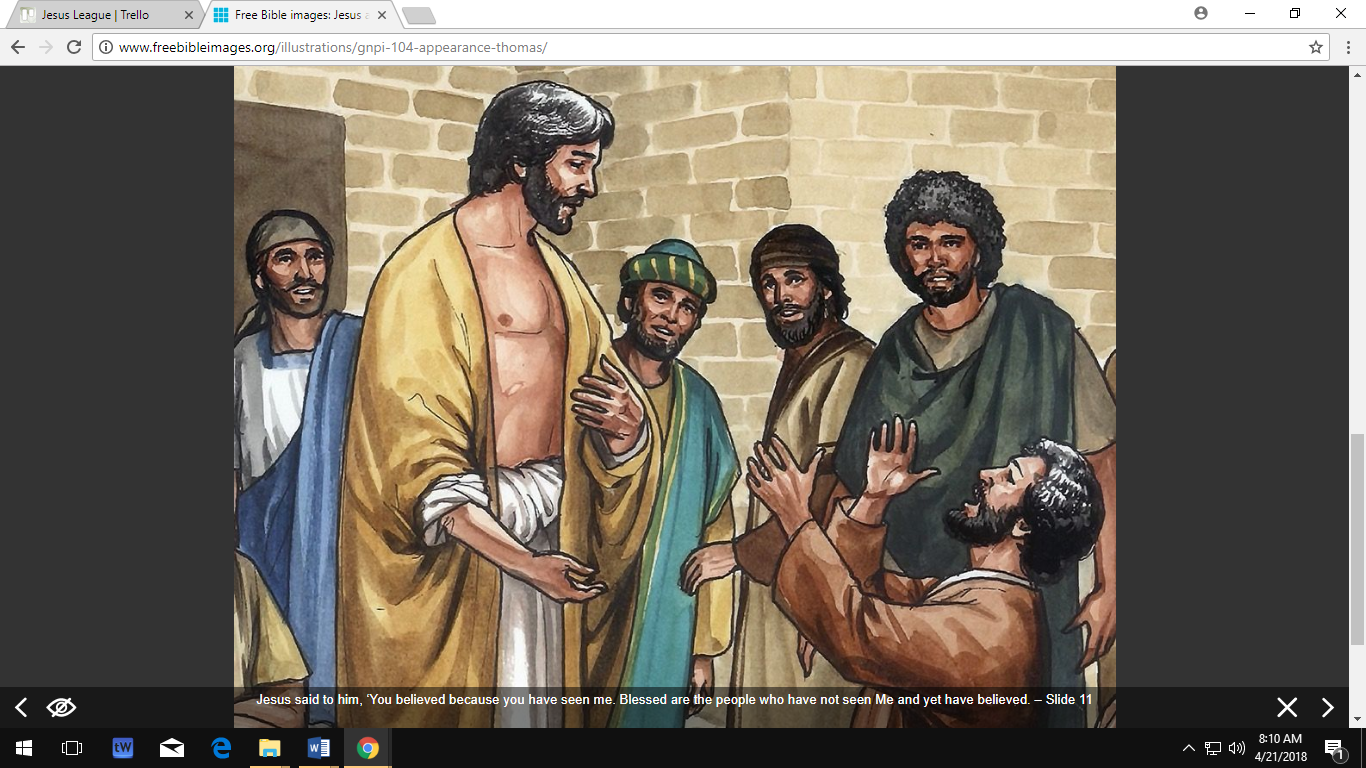 Jesus League | Trello
Free Bible images: Jesus a
www.freebibleimages.org/illustrations/gnpi-104-appearance-thomas/
Jesus said to him, ‘You believed because you have seen me. Blessed are the people who have not seen Me and yet have believed. – Slide 11
tW
8:10 AM
4/21/2018
1